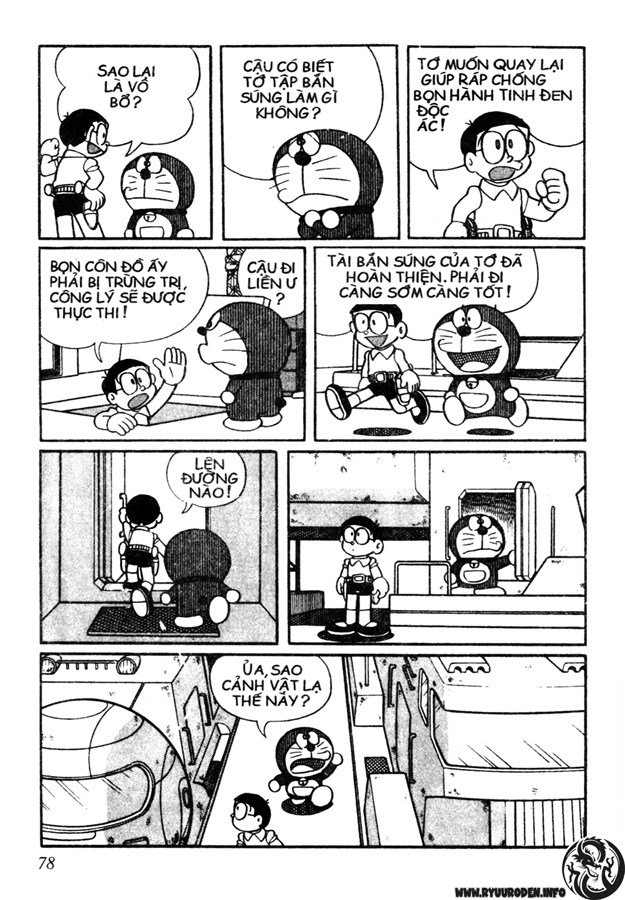 SAO LẠI
LÀ VỒ
BỔ?
CẬU CÓ BIẾT
TỚ TẬP BẮN
SÚNG LÀM GÌ
KHÔNG?
TỚ MUỐN QUAY LẠI
GIÚP RÁP CHỐNG
BỌN HÀNH TINH ĐEN
ĐỘC
ÁC!
BỌN CÔN ĐỒ ẤY
PHẢI BỊ TRỪNG TRỊ,
CÔNG LÝ SẼ ĐƯỢC
THỰC THI!
CẬU ĐI
LIỀN Ư
?
TÀI BẮN SÚNG CỦA TỚ ĐÃ
HOÀN THIỆN. PHẢI ĐI
CÀNG SỚM CÀNG TỐT!
LÊN
ĐƯỜNG
NÀO!
ỦA, SAO
CẢNH VẬT LẠ
THẾ NÀY?
78
WWW.RYUURODEN.INFO